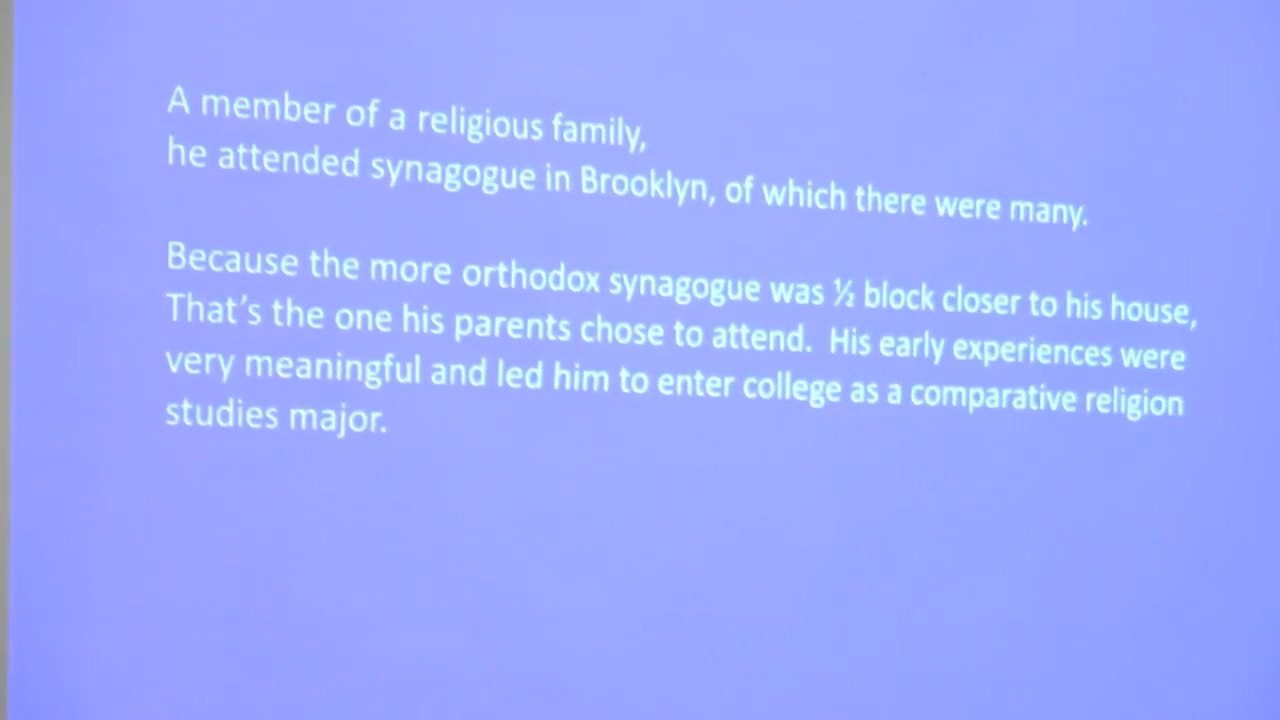 A member of a religious family,
he attended synagogue in Brooklyn, of which there were many.
Because the more orthodox synagogue was ½ block closer to his house,
That’s the one his parents chose to attend.  His early experiences were
very meaningful and led him to enter college as a comparative religion
studies major.